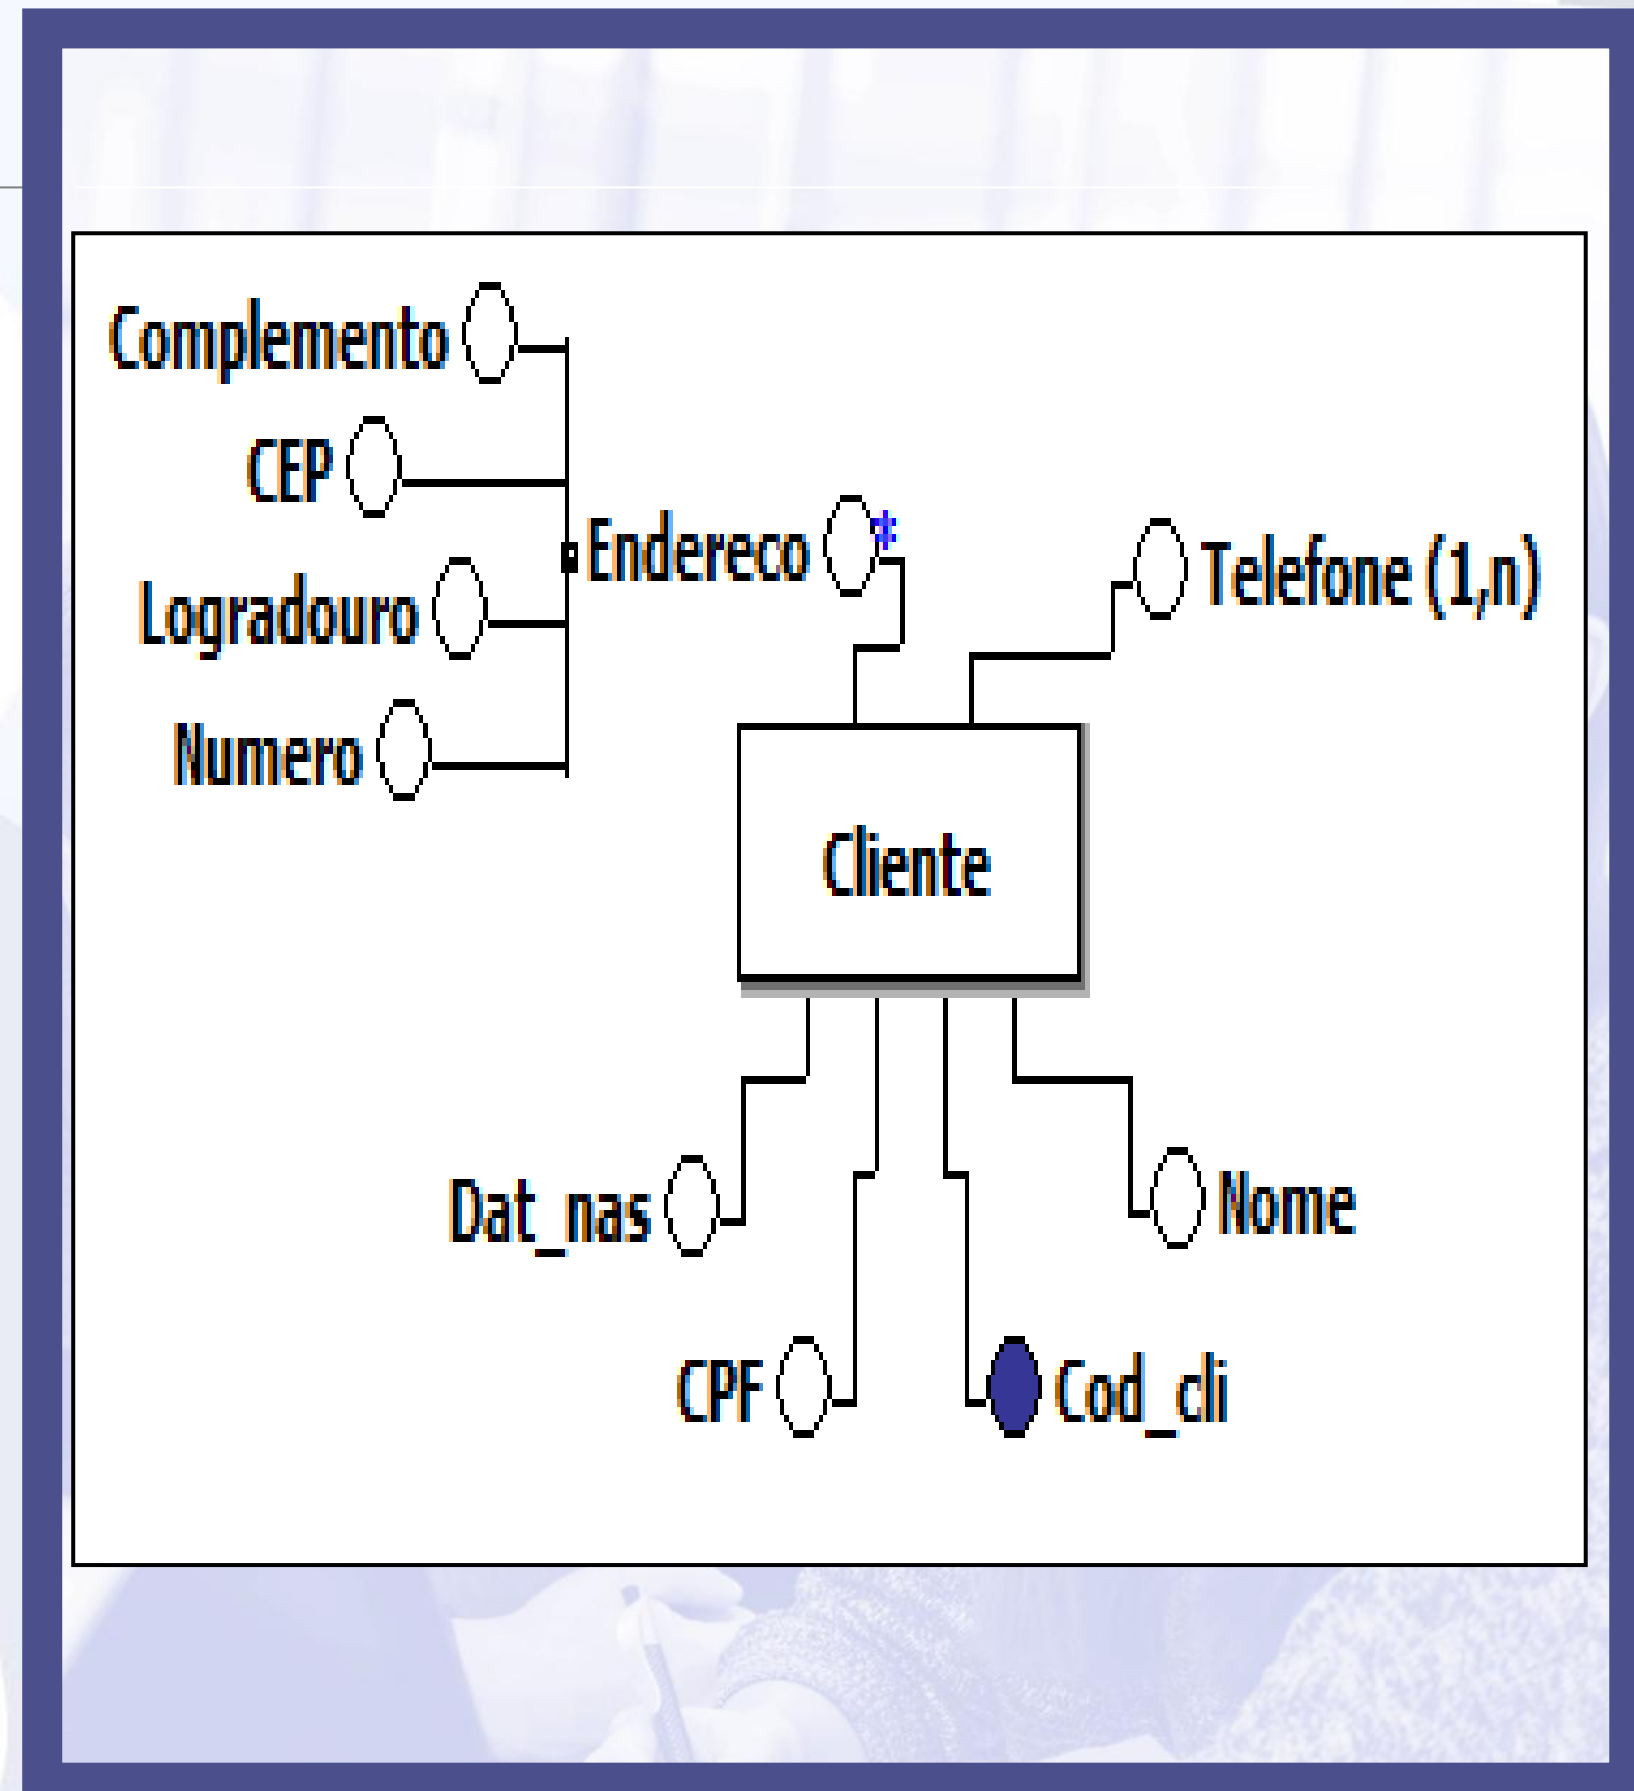 Complemento
CEP
Endereco *
Telefone (1,n)
Logradouro
Numero
Cliente
Dat_nas
Nome
CPF
Cod_cli